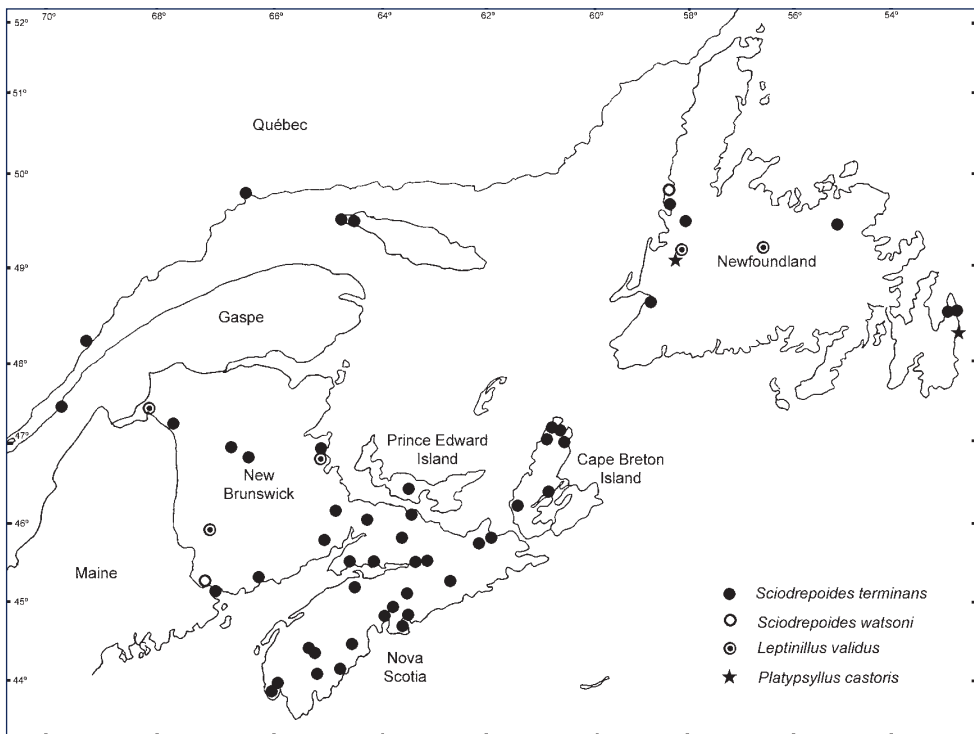 70° 68° 66° 64° 62° 60° 58° 56° 54°
52°
51°
Québec
50°
49°
Newfoundland
Gaspe
48°
47°
Prince Edward
Island
Cape Breton
Island
New
Brunswick
46°
Maine
45°
Sciodrepoides terminans
Sciodrepoides watsoni
Leptinillus validus
Platypsyllus castoris
Nova
Scotia
44°